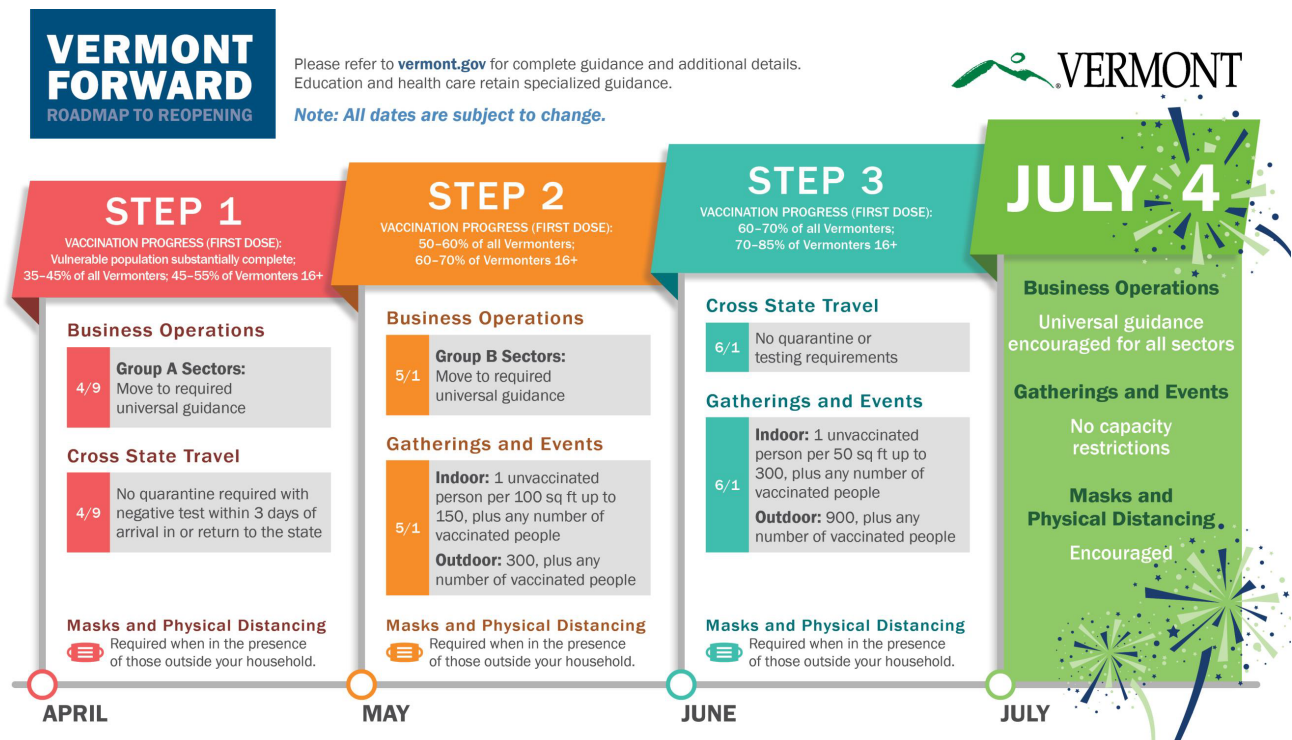 VERMONT
FORWARD
ROADMAP TO REOPENING
Please refer to vermont.gov for complete guidance and additional details.
Education and health care retain specialized guidance.
Note: All dates are subject to change.
VERMONT
STEP 1
VACCINATION PROGRESS (FIRST DOSE):
Vulnerable population substantially complete;
35–45% of all Vermonters; 45–55% of Vermonters 16+
Business Operations
4/9
Group A Sectors:
Move to required
universal guidance
Cross State Travel
4/9
No quarantine required with
negative test within 3 days of
arrival in or return to the state
Masks and Physical Distancing
Required when in the presence
of those outside your household.
APRIL
STEP 2
VACCINATION PROGRESS (FIRST DOSE):
50–60% of all Vermonters;
60–70% of Vermonters 16+
Business Operations
5/1
Group B Sectors:
Move to required
universal guidance
Gatherings and Events
5/1
Indoor: 1 unvaccinated
person per 100 sq ft up to
150, plus any number of
vaccinated people
Outdoor: 300, plus any
number of vaccinated people
Masks and Physical Distancing
Required when in the presence
of those outside your household.
MAY
STEP 3
VACCINATION PROGRESS (FIRST DOSE):
60–70% of all Vermonters;
70–85% of Vermonters 16+
Cross State Travel
6/1
No quarantine or
testing requirements
Gatherings and Events
6/1
Indoor: 1 unvaccinated
person per 50 sq ft up to
300, plus any number of
vaccinated people
Outdoor: 900, plus any
number of vaccinated people
Masks and Physical Distancing
Required when in the presence
of those outside your household.
JUNE
JULY 4
Business Operations
Universal guidance
encouraged for all sectors
Gatherings and Events
No capacity
restrictions
Masks and
Physical Distancing
Encouraged
JULY